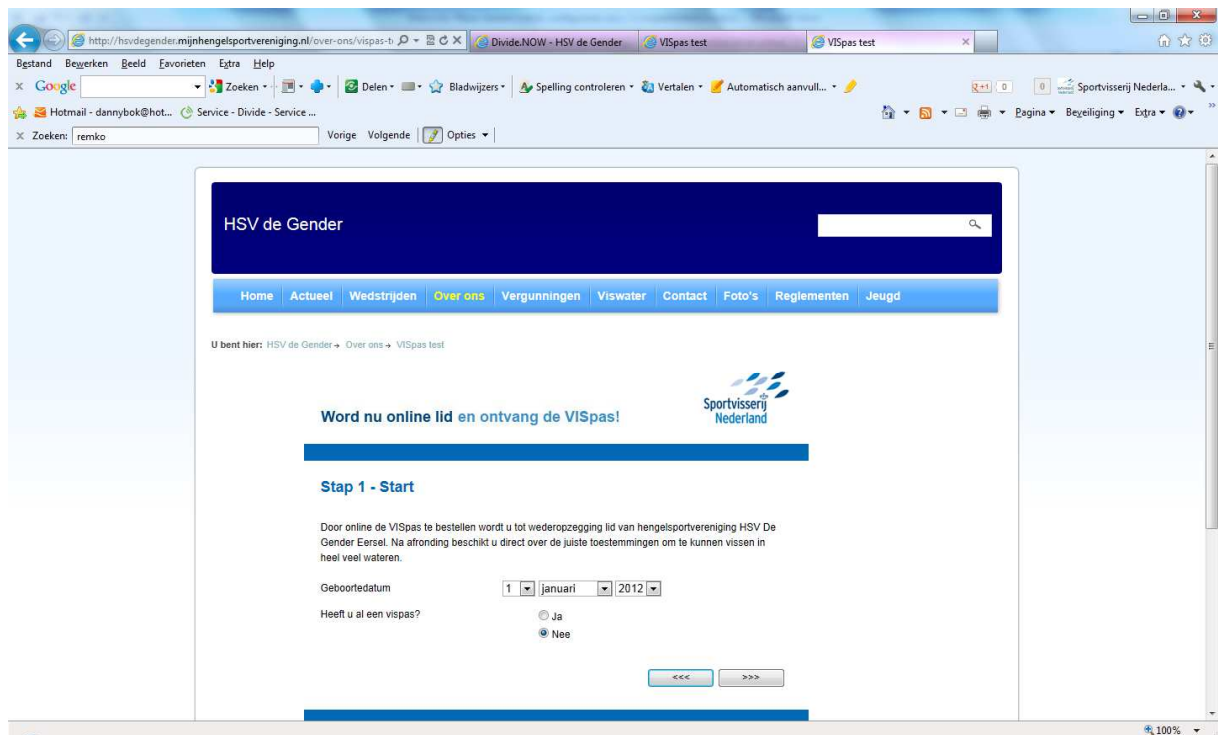 http://hsvdegender.mijnhengelsportvereniging.nl/over-ons/vispas-t
Divide.NOW - HSV de Gender
VISpas test
VISpas test
Bestand Bewerken Beeld Favorieten Extra Help
x Google Zoeken Delen Bladwijzers Spelling controleren Vertalen Automatisch aanvull... +1 0 0 Sportvisserij Nederla...
Hotmail - dannybok@hot... Service - Divide - Service ... Pagina Beveiliging Extra
x Zoeken: remko Vorige Volgende Opties
HSV de Gender
Home Actueel Wedstrijden Over ons Vergunningen Viswater Contact Foto's Reglementen Jeugd
U bent hier: HSV de Gender → Over ons → VISpas test
Word nu online lid en ontvang de VISpas!
Sportvisserij
Nederland
Stap 1 - Start
Door online de VISpas te bestellen wordt u tot wederopzegging lid van hengelsportvereniging HSV De
Gender Eersel. Na afronding beschikt u direct over de juiste toestemmingen om te kunnen vissen in
heel veel wateren.
Geboortedatum 1 januari 2012
Heeft u al een vispas? Ja
Nee
<<< >>>
100%